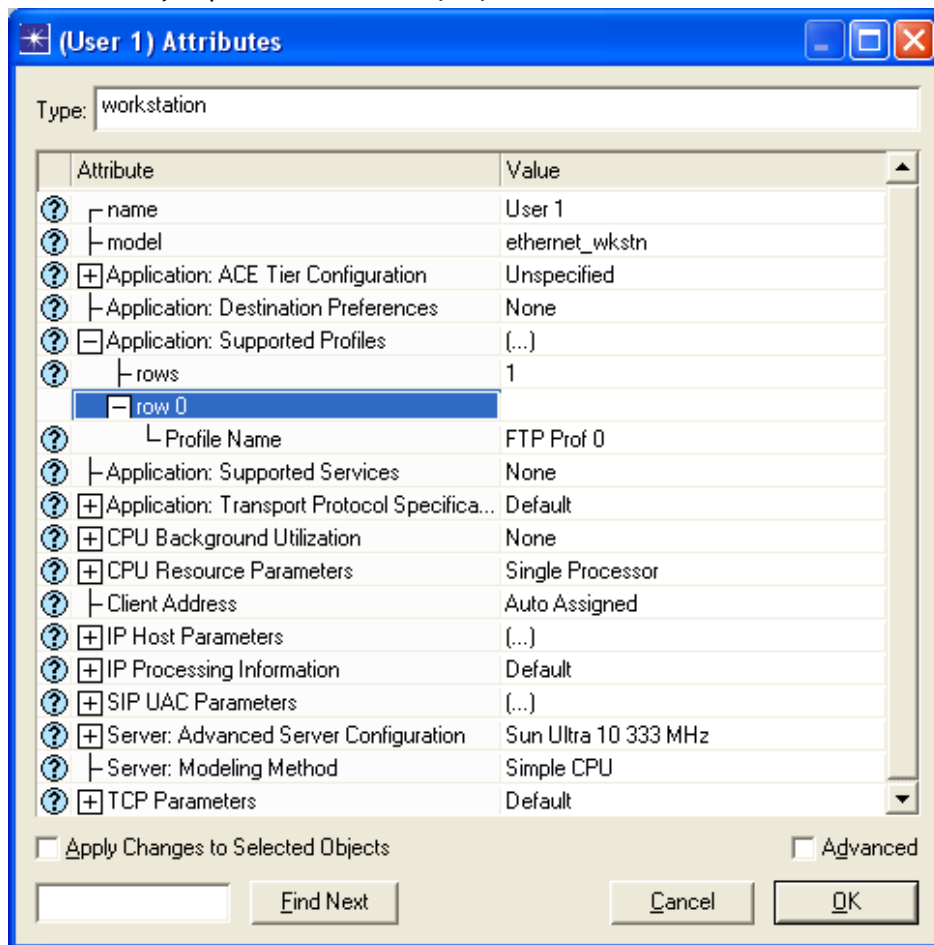 (User 1) Attributes
Type: workstation
Attribute Value
name User 1
model ethernet_wkstn
Application: ACE Tier Configuration Unspecified
Application: Destination Preferences None
Application: Supported Profiles (...)
rows 1
row 0
Profile Name FTP Prof 0
Application: Supported Services None
Application: Transport Protocol Specifica... Default
CPU Background Utilization None
CPU Resource Parameters Single Processor
Client Address Auto Assigned
IP Host Parameters (...)
IP Processing Information Default
SIP UAC Parameters (...)
Server: Advanced Server Configuration Sun Ultra 10 333 MHz
Server: Modeling Method Simple CPU
TCP Parameters Default
Apply Changes to Selected Objects Advanced
Find Next Cancel OK